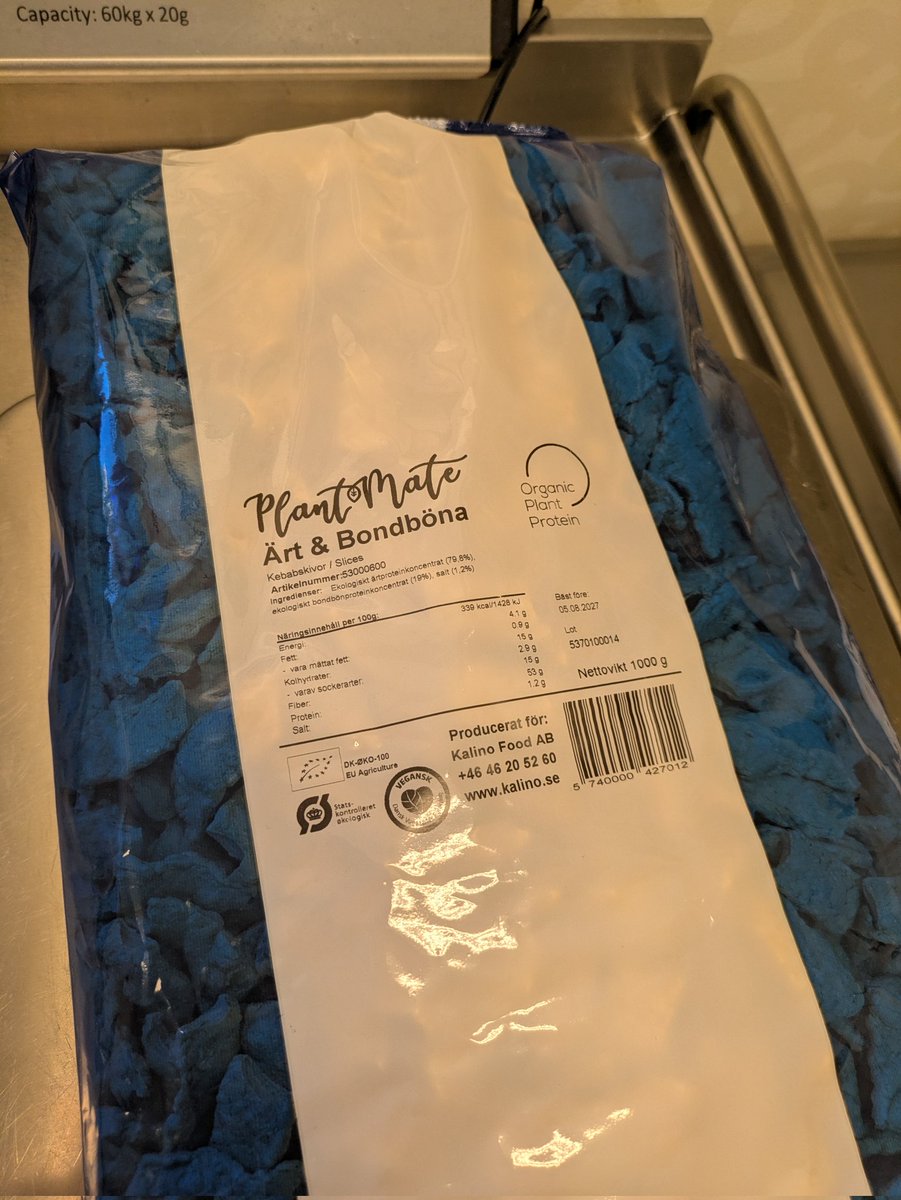 Capacity: 60kg x 20g
Plant Mate
Ärt & Bondböna
Kebabskivor / Slices
Artikelnummer:53000600
Ingredienser: Ekologiskt ärtproteinkoncentrat (79,8%),
ekologiskt bondbönproteinkoncentrat (19%), salt (1,2%)
Organic
Plant
Protein
Näringsinnehåll per 100g:
Energi: 339 kcal/1428 kJ
Fett: 4.1 g
- vara mättat fett: 0.9 g
Kolhydrater: 15 g
- varav sockerarter: 2.9 g
Fiber: 15 g
Protein: 53 g
Salt: 1.2 g
Bäst före:
05.08.2027
Lot
5370100014
Nettovikt 1000 g
DK-ØKO-100
EU Agriculture
Stats-
kontrolleret
økologisk
VEGANSK
Dansk
Producerat för:
Kalino Food AB
+46 46 20 52 60
www.kalino.se
5 740000 427012